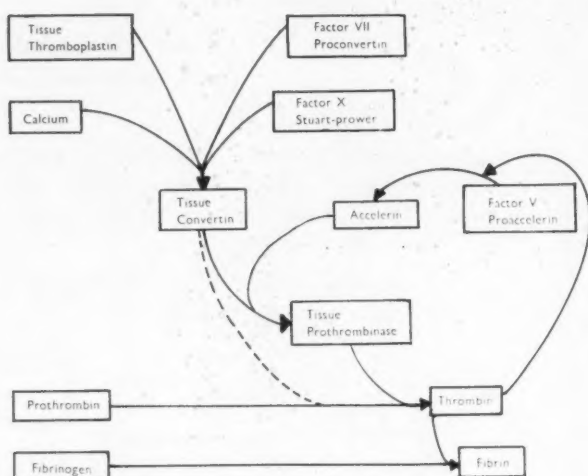 Tissue
Thromboplastin
Factor VII
Proconvertin
Calcium
Factor X
Stuart-prower
Tissue
Convertin
Accelerin
Factor V
Proaccelerin
Tissue
Prothrombinase
Prothrombin
Thrombin
Fibrinogen
Fibrin